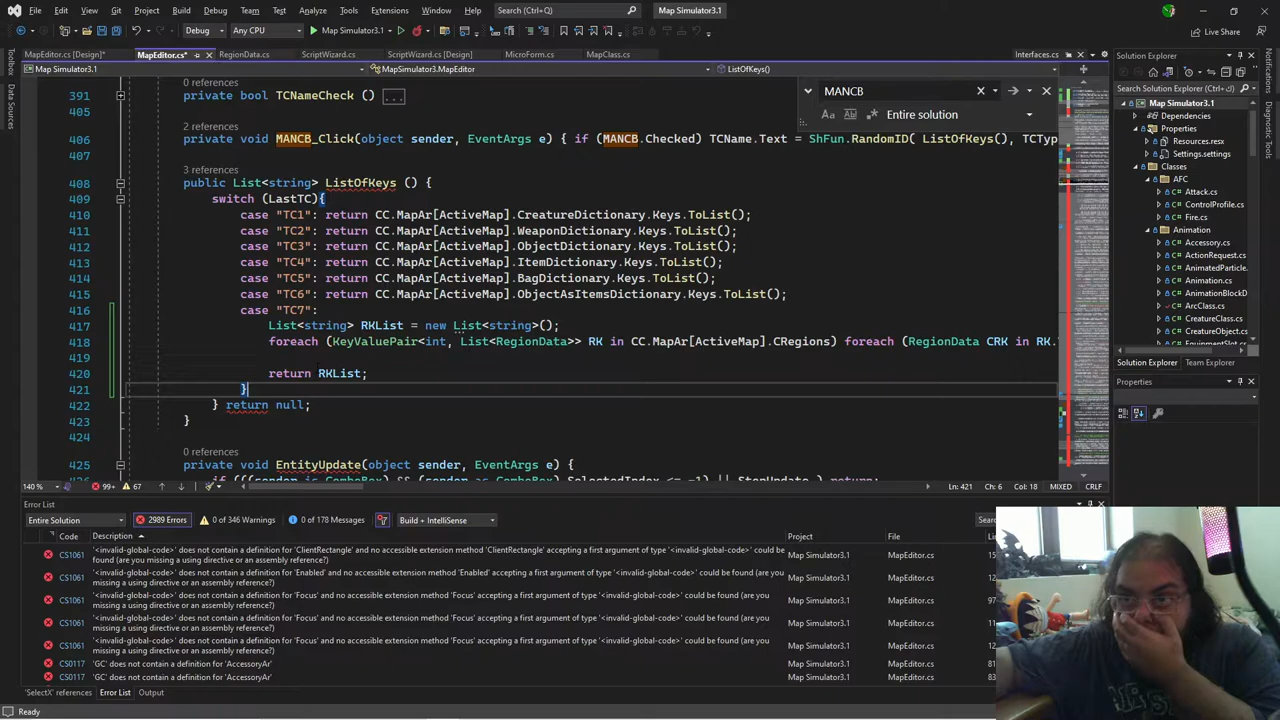 File Edit View Git Project Build Debug Team Test Analyze Tools Extensions Window Help Search (Ctrl+Q) Map Simulator3.1
Debug Any CPU Map Simulator3.1 Live Share
MapEditor.cs [Design]* MapEditor.cs* RegionData.cs ScriptWizard.cs ScriptWizard.cs [Design] MicroForm.cs MapClass.cs Interfaces.cs
Map Simulator3.1 MapSimulator3.MapEditor ListOfKeys()
Toolbox
Data Sources
Notifications
MANCB
Aa Entire solution
0 references
391 private bool TCNameCheck () ...
405
2 references
406 private void MANCB_Click(object sender, EventArgs e) { if (MANCB.Checked) TCName.Text = ShFun.RandomID( ListOfKeys(), TCTyp
407
3 references
408 public List<string> ListOfKeys () {
409 switch (LastTC){
410 case "TC1": return CC.MapAr[ActiveMap].CreatureDictionary.Keys.ToList();
411 case "TC2": return CC.MapAr[ActiveMap].WeaponDictionary.Keys.ToList();
412 case "TC3": return CC.MapAr[ActiveMap].ObjectDictionary.Keys.ToList();
413 case "TC4": return CC.MapAr[ActiveMap].ItemDictionary.Keys.ToList();
414 case "TC5": return CC.MapAr[ActiveMap].BadDictionary.Keys.ToList();
415 case "TC6": return CC.MapAr[ActiveMap].ObjectAsItemsDictionary.Keys.ToList();
416 case "TC7":
417 List<string> RKList = new List<string>();
418 foreach (KeyValuePair<int, List<RegionData>> RK in CC.MapAr[ActiveMap].CRegions) foreach (RegionData CRK in RK.
419
420 return RKList;
421 }
422 } return null;
423 }
424
425 private void EntityUpdate(object sender, EventArgs e) {
0 references
140 % 99+ 67 Ln: 421 Ch: 6 Col: 18 MIXED CRLF
Error List
Entire Solution 2989 Errors 0 of 346 Warnings 0 of 178 Messages Build + IntelliSense
Code Description Project File
CS1061 '<invalid-global-code>' does not contain a definition for 'ClientRectangle' and no accessible extension method 'ClientRectangle' accepting a first argument of type '<invalid-global-code>' could be found (are you missing a using directive or an assembly reference?) Map Simulator3.1 MapEditor.cs 15
CS1061 '<invalid-global-code>' does not contain a definition for 'Enabled' and no accessible extension method 'Enabled' accepting a first argument of type '<invalid-global-code>' could be found (are you missing a using directive or an assembly reference?) Map Simulator3.1 MapEditor.cs 12
CS1061 '<invalid-global-code>' does not contain a definition for 'Focus' and no accessible extension method 'Focus' accepting a first argument of type '<invalid-global-code>' could be found (are you missing a using directive or an assembly reference?) Map Simulator3.1 MapEditor.cs 97
CS1061 '<invalid-global-code>' does not contain a definition for 'Focus' and no accessible extension method 'Focus' accepting a first argument of type '<invalid-global-code>' could be found (are you missing a using directive or an assembly reference?) Map Simulator3.1 MapEditor.cs 12
CS1061 '<invalid-global-code>' does not contain a definition for 'Focus' and no accessible extension method 'Focus' accepting a first argument of type '<invalid-global-code>' could be found (are you missing a using directive or an assembly reference?) Map Simulator3.1 MapEditor.cs 12
CS0117 'GC' does not contain a definition for 'AccessoryAr' Map Simulator3.1 MapEditor.cs 81
CS0117 'GC' does not contain a definition for 'AccessoryAr' Map Simulator3.1 MapEditor.cs 83
'SelectX' references Error List Output
Ready
Solution Explorer
Search Solution Explorer (Ctrl+;)
Map Simulator3.1
Dependencies
Properties
Resources.resx
Settings.settings
Classes
AFC
Attack.cs
ControlProfile.cs
Fire.cs
Animation
Accessory.cs
ActionRequest.cs
AnimatedParticle.
Animation.cs
AnimationBlockD
cClass.cs
CreatureClass.cs
CreatureObject.cs
EquipmentSlot.cs
Solution Explorer Team Explorer
Properties